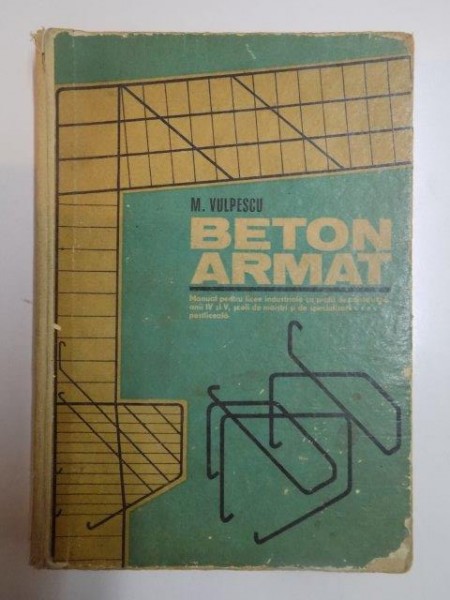 M. VULPESCU
BETON
ARMAT
Manual pentru licee industriale cu profil de
anii IV și V, școli de maiștri și de specializare
postliceală